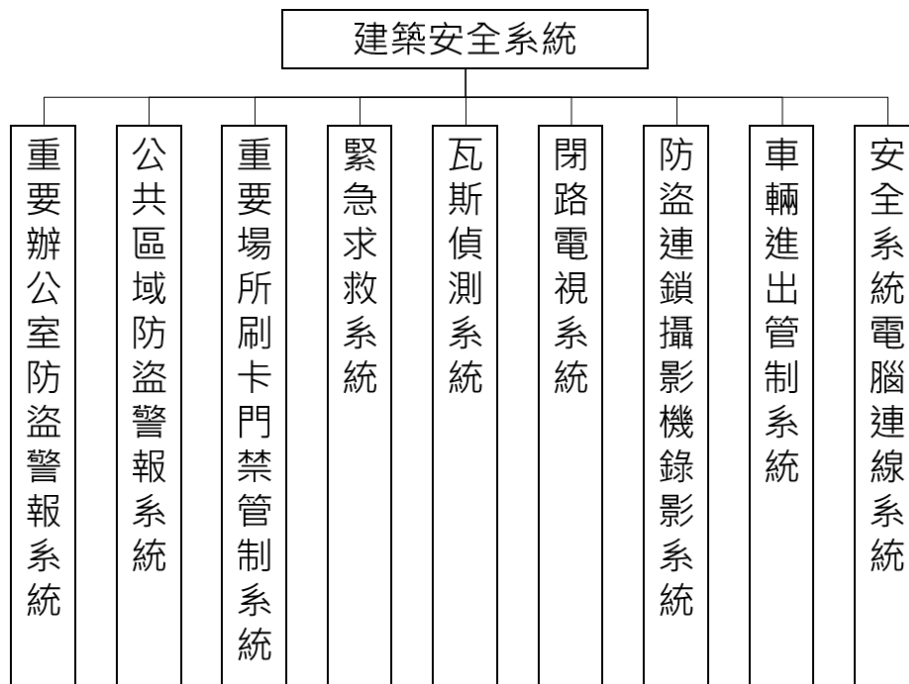 建築安全系統
重要辦公室防盜警報系統
公共區域防盜警報系統
重要場所刷卡門禁管制系統
緊急求救系統
瓦斯偵測系統
閉路電視系統
防盜連鎖攝影機錄影系統
車輛進出管制系統
安全系統電腦連線系統